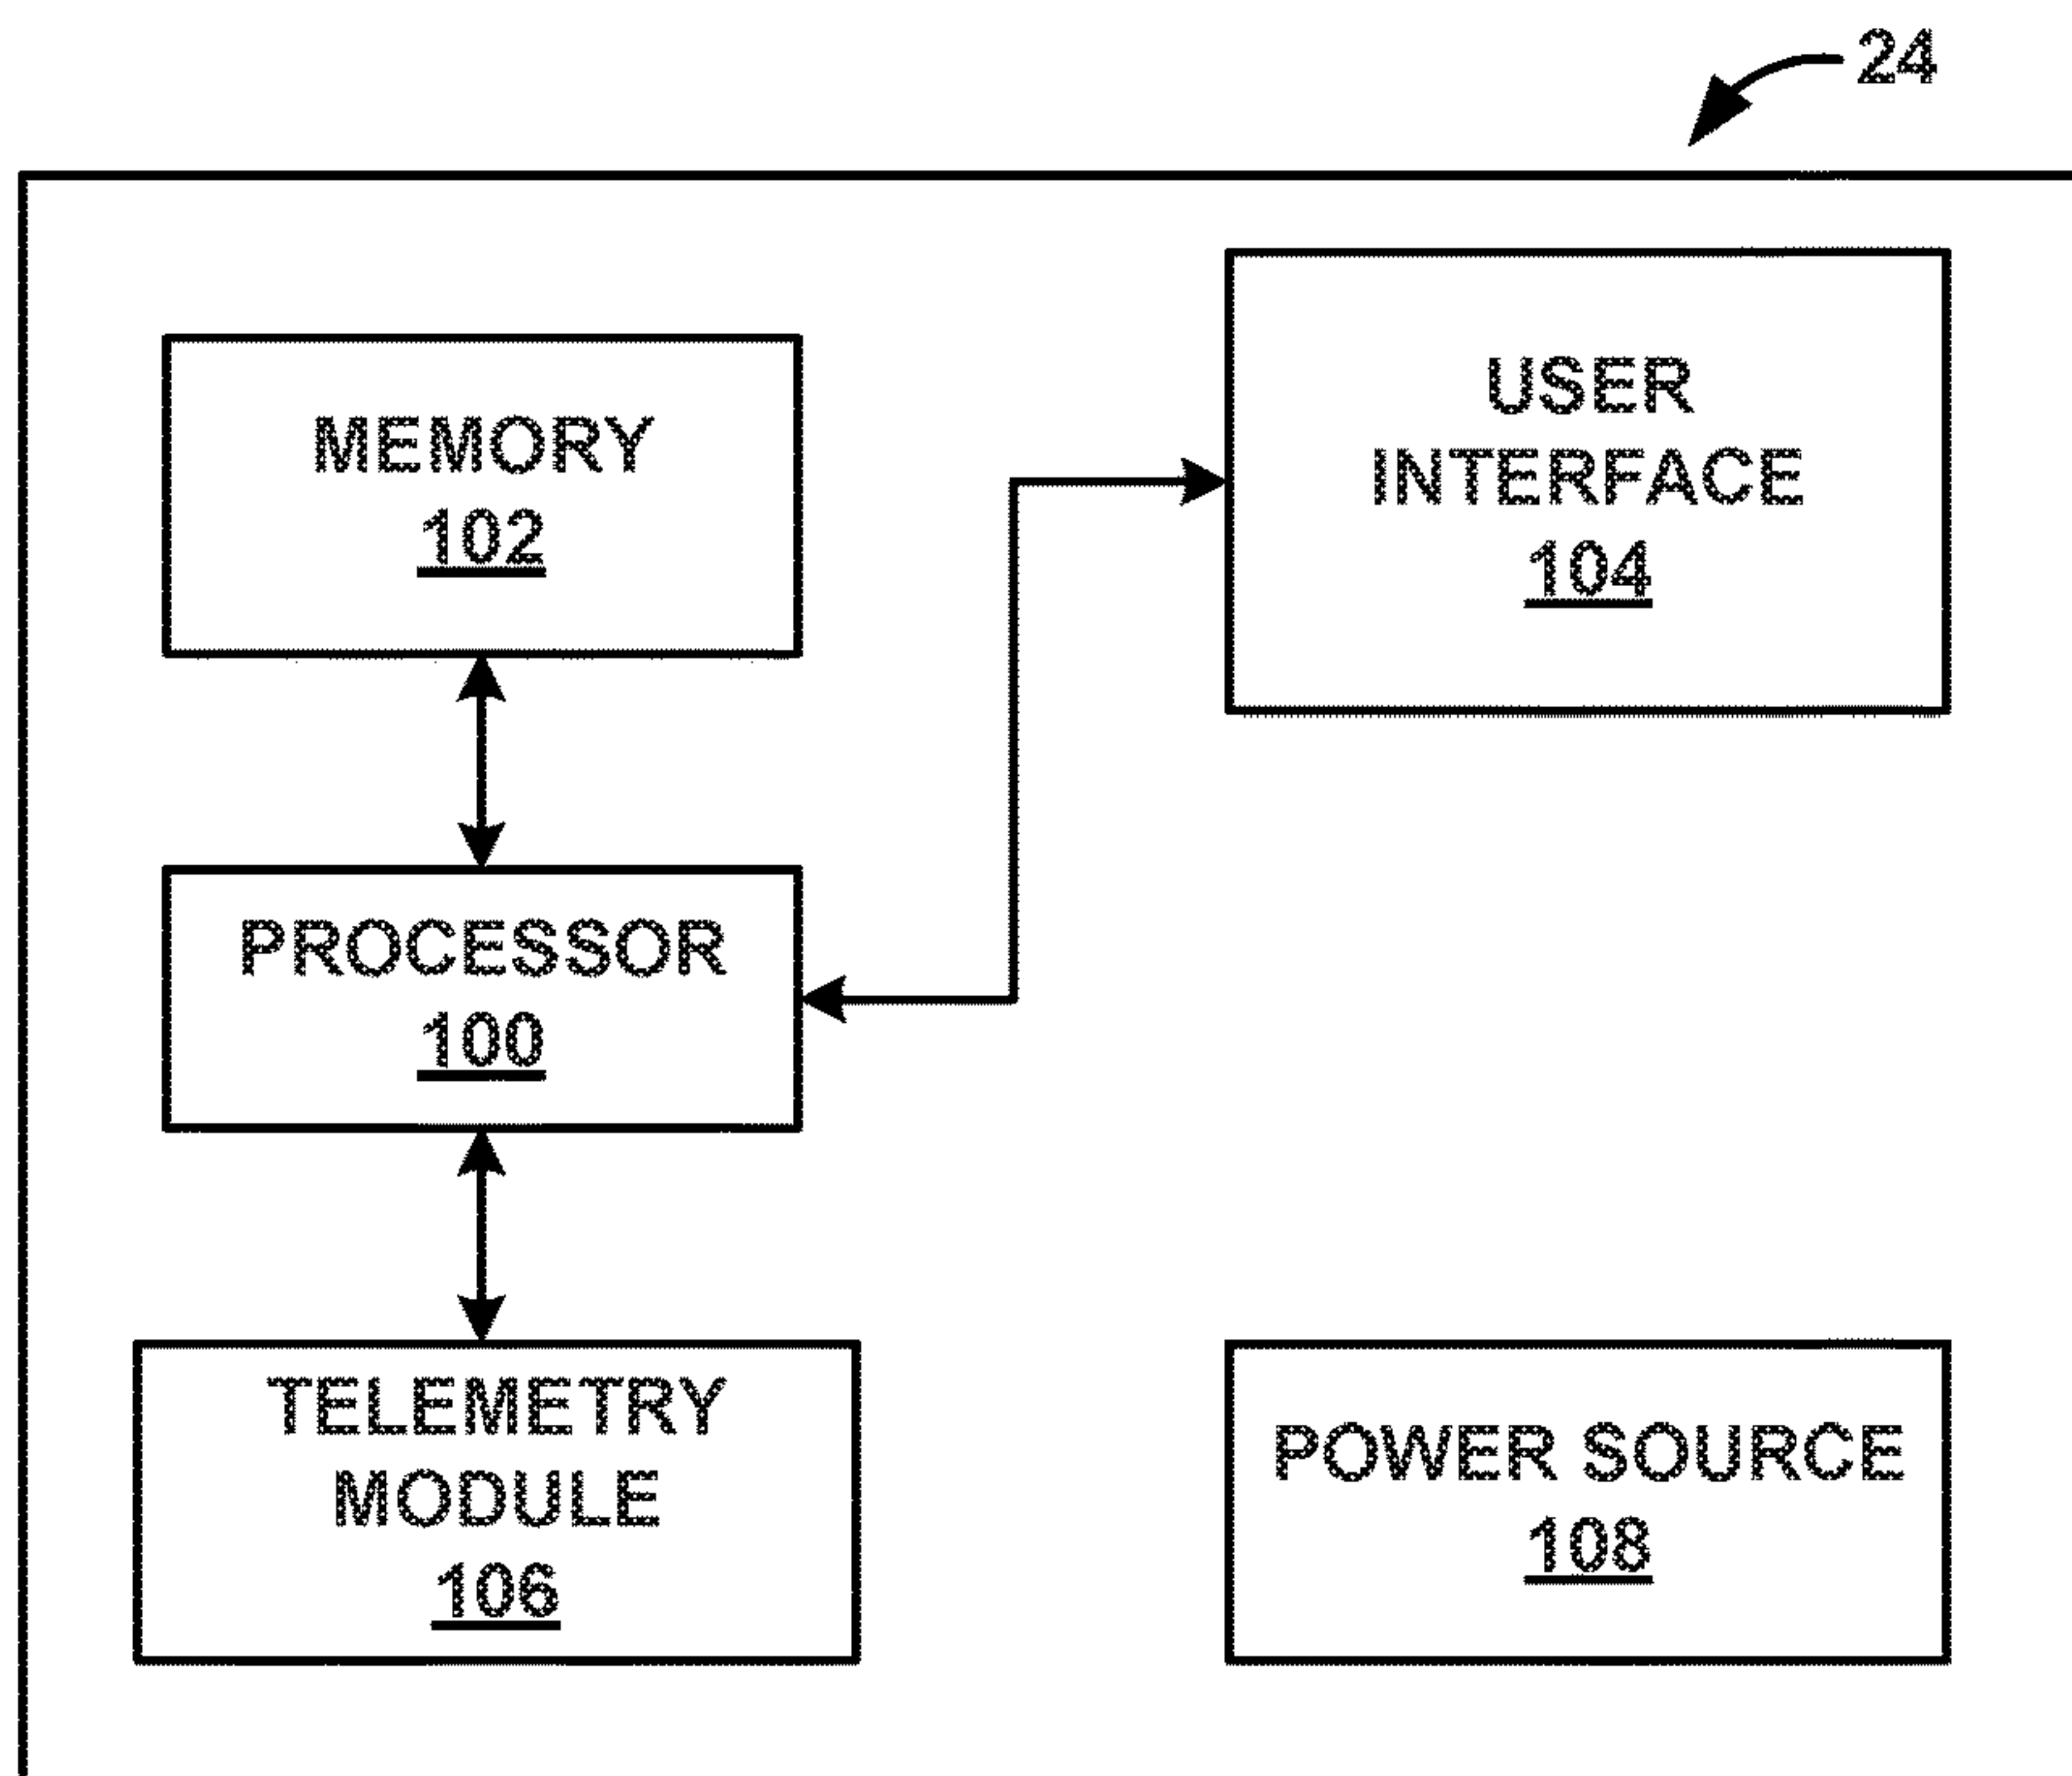 24
MEMORY
102
USER
INTERFACE
104
PROCESSOR
100
TELEMETRY
MODULE
106
POWER SOURCE
108